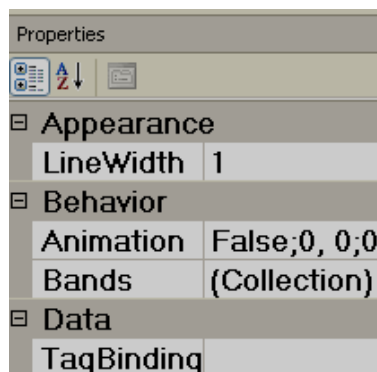 Properties
Appearance
LineWidth 1
Behavior
Animation False;0, 0;0
Bands (Collection)
Data
TagBinding